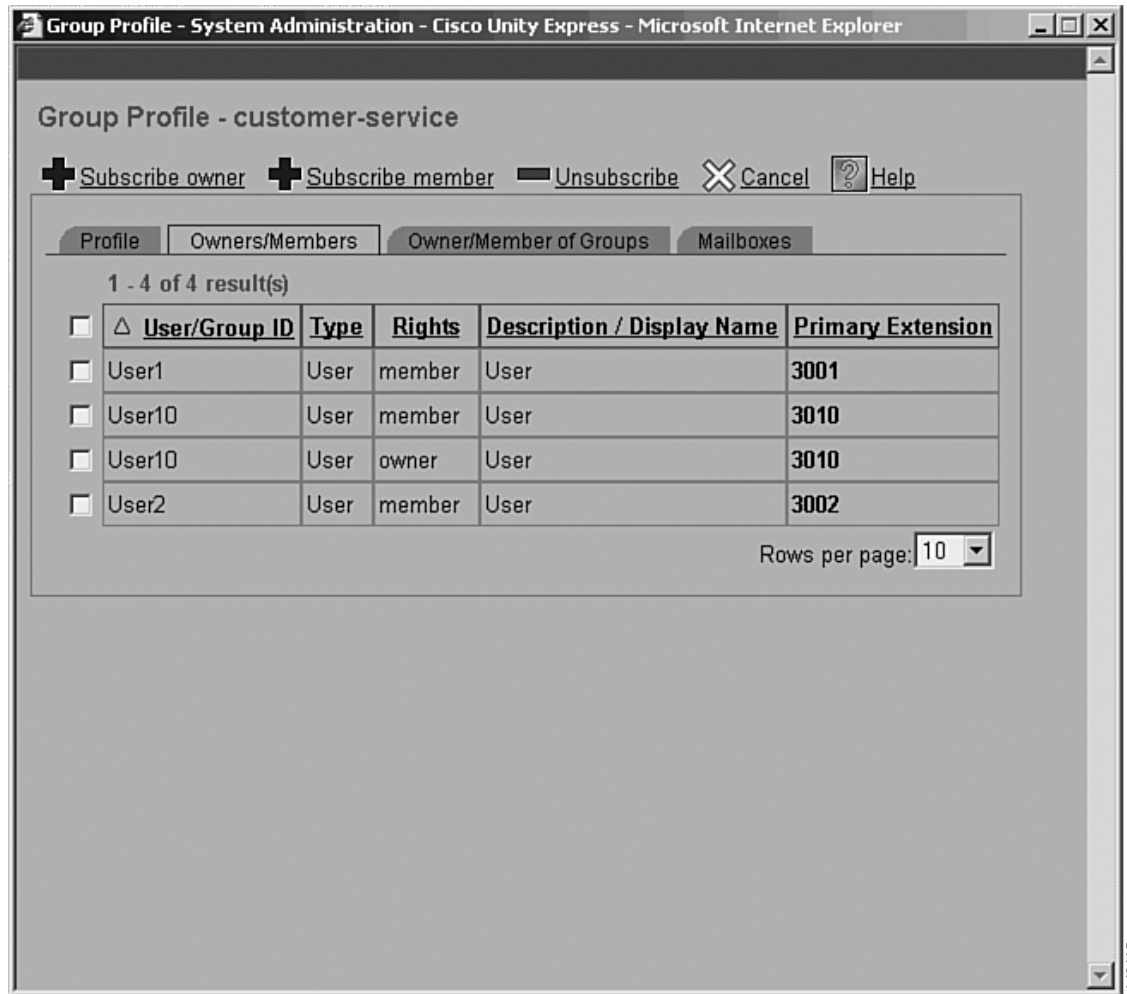 Group Profile - System Administration - Cisco Unity Express - Microsoft Internet Explorer
Group Profile - customer-service
Subscribe owner Subscribe member Unsubscribe Cancel ? Help
Profile Owners/Members Owner/Member of Groups Mailboxes
1 - 4 of 4 result(s)
User/Group ID Type Rights Description / Display Name Primary Extension
User1 User member User 3001
User10 User member User 3010
User10 User owner User 3010
User2 User member User 3002
Rows per page: 10